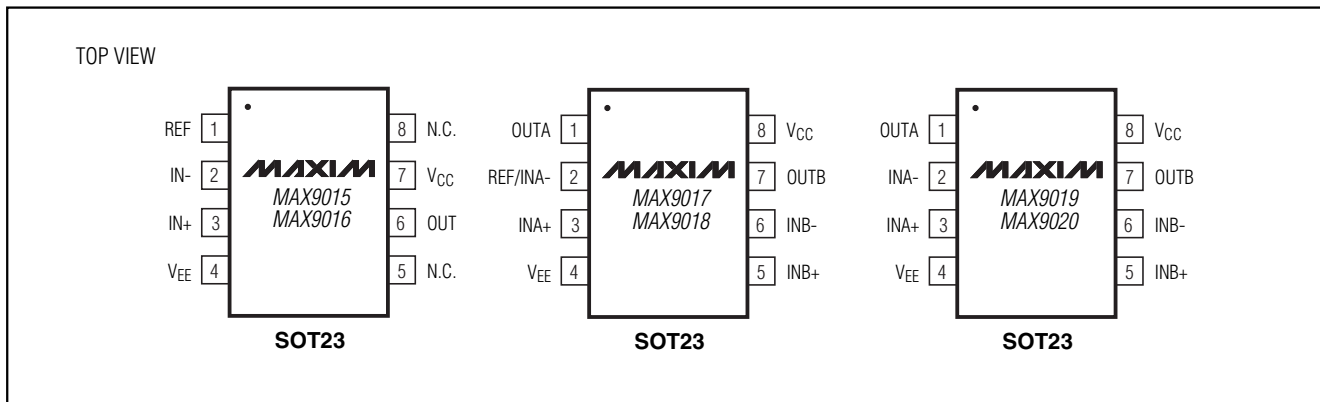 TOP VIEW
REF 1
IN- 2
IN+ 3
VEE 4
MAXIM
MAX9015
MAX9016
8 N.C.
7 VCC
6 OUT
5 N.C.
SOT23
OUTA 1
REF/INA- 2
INA+ 3
VEE 4
MAXIM
MAX9017
MAX9018
8 VCC
7 OUTB
6 INB-
5 INB+
SOT23
OUTA 1
INA- 2
INA+ 3
VEE 4
MAXIM
MAX9019
MAX9020
8 VCC
7 OUTB
6 INB-
5 INB+
SOT23